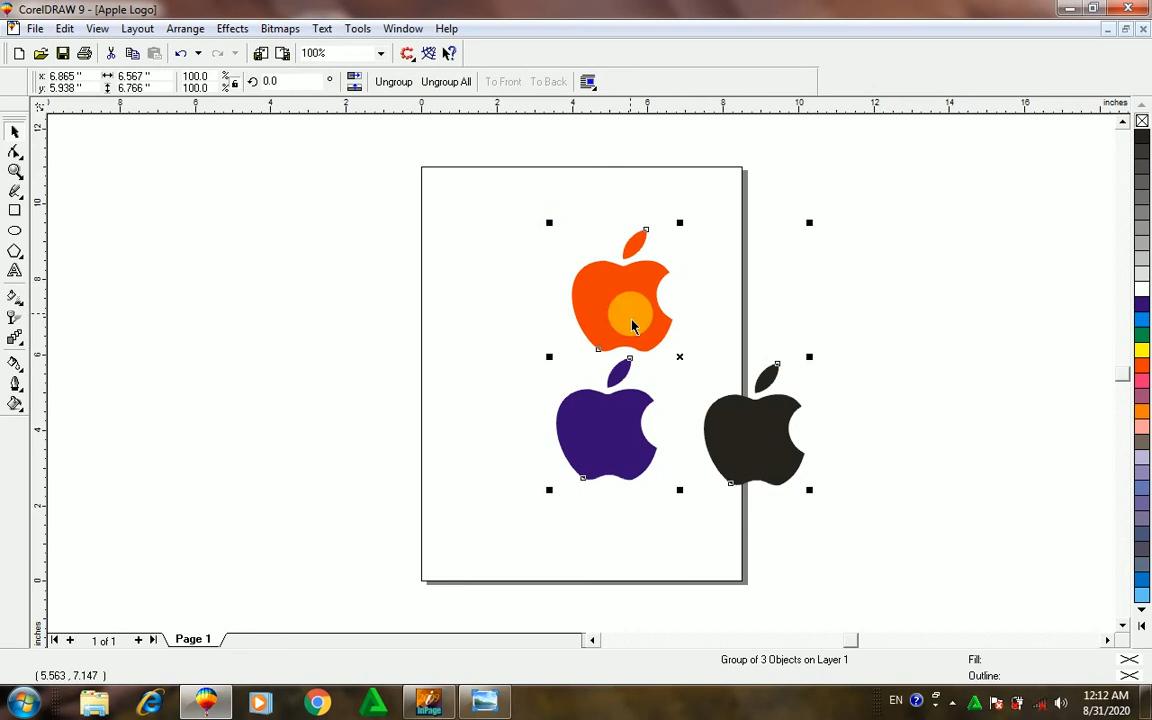 CorelDRAW 9 - [Apple Logo]
File Edit View Layout Arrange Effects Bitmaps Text Tools Window Help
100%
x: 6.865 " 6.567 " 100.0 % 0.0 ° Ungroup Ungroup All To Front To Back
y: 5.938 " 6.766 " 100.0 %
8 6 4 2 0 2 4 6 8 10 12 14 16 inches
12
10
8
6
4
2
0
inches
1 of 1 Page 1
Group of 3 Objects on Layer 1 Fill:
( 5.563 , 7.147 ) Outline:
EN 12:12 AM
8/31/2020
InPage